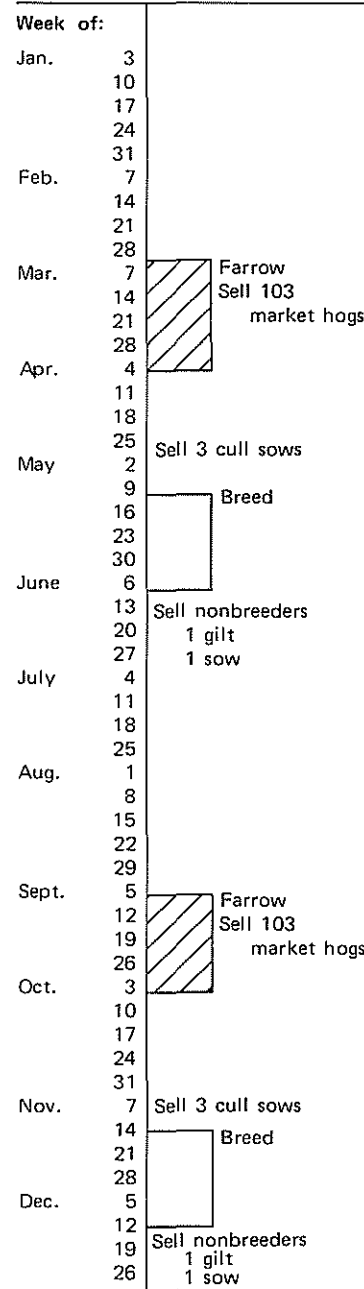 Week of:
Jan. 3
10
17
24
31
Feb. 7
14
21
28
Mar. 7 Farrow
14 Sell 103
21 market hogs
28
Apr. 4
11
18
25 Sell 3 cull sows
May 2
9 Breed
16
23
30
June 6
13 Sell nonbreeders
20 1 gilt
27 1 sow
July 4
11
18
25
Aug. 1
8
15
22
29
Sept. 5 Farrow
12 Sell 103
19 market hogs
26
Oct. 3
10
17
24
31
Nov. 7 Sell 3 cull sows
14 Breed
21
28
Dec. 5
12
19 Sell nonbreeders
1 gilt
26 1 sow